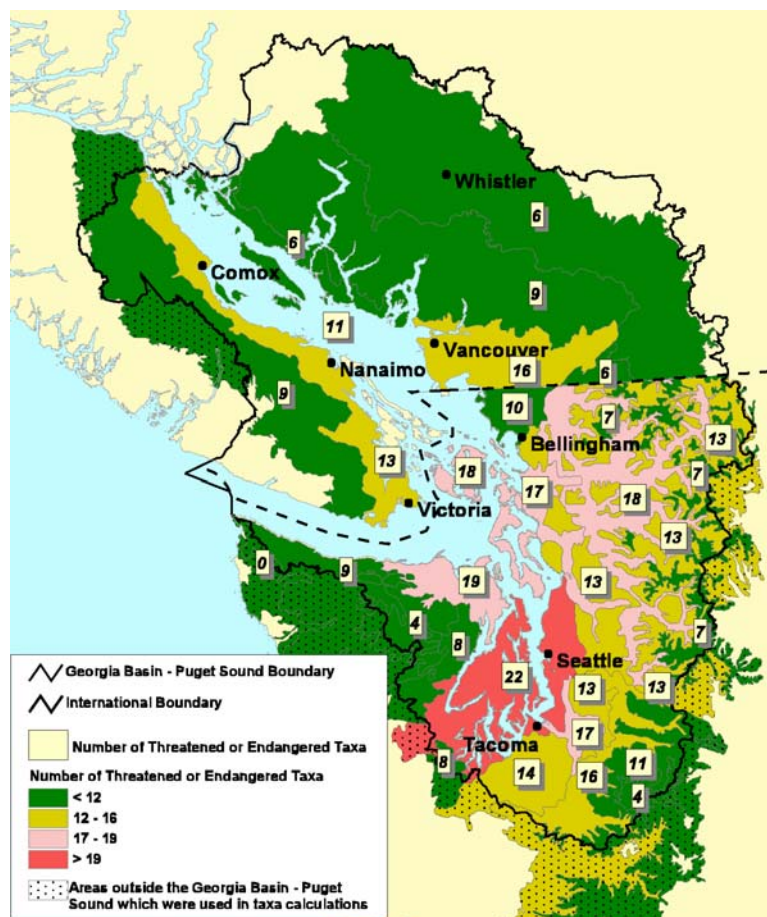 Whistler
6
6
Comox
9
11
Vancouver
Nanaimo
16
6
9
10
7
Bellingham
13
13
18
7
17
18
Victoria
13
0
9
19
13
4
8
7
Seattle
22
13
13
Tacoma
17
8
14
16
11
4
Georgia Basin - Puget Sound Boundary
International Boundary
Number of Threatened or Endangered Taxa
Number of Threatened or Endangered Taxa
< 12
12 - 16
17 - 19
> 19
Areas outside the Georgia Basin - Puget
Sound which were used in taxa calculations